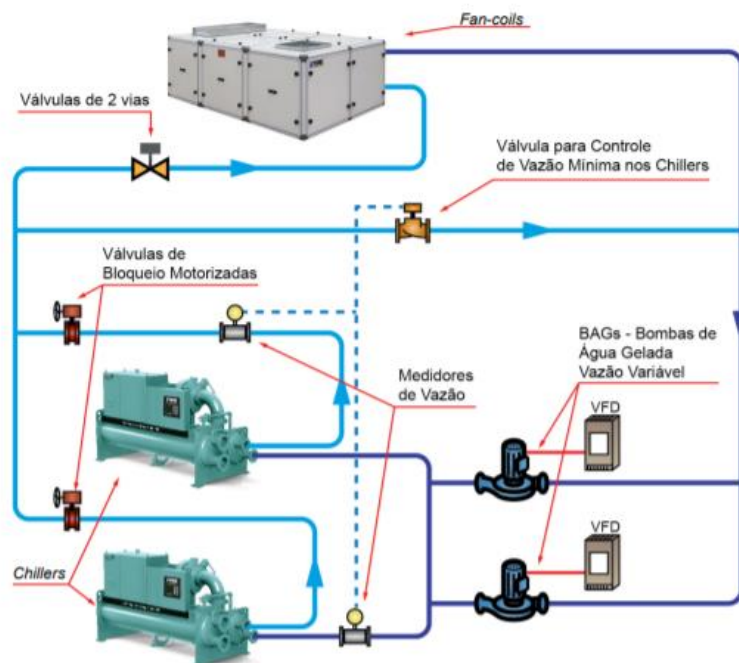 Fan-coils
Válvulas de 2 vias
Válvula para Controle
de Vazão Mínima nos Chillers
Válvulas de
Bloqueio Motorizadas
BAGs - Bombas de
Água Gelada
Vazão Variável
Medidores
de Vazão
VFD
VFD
Chillers